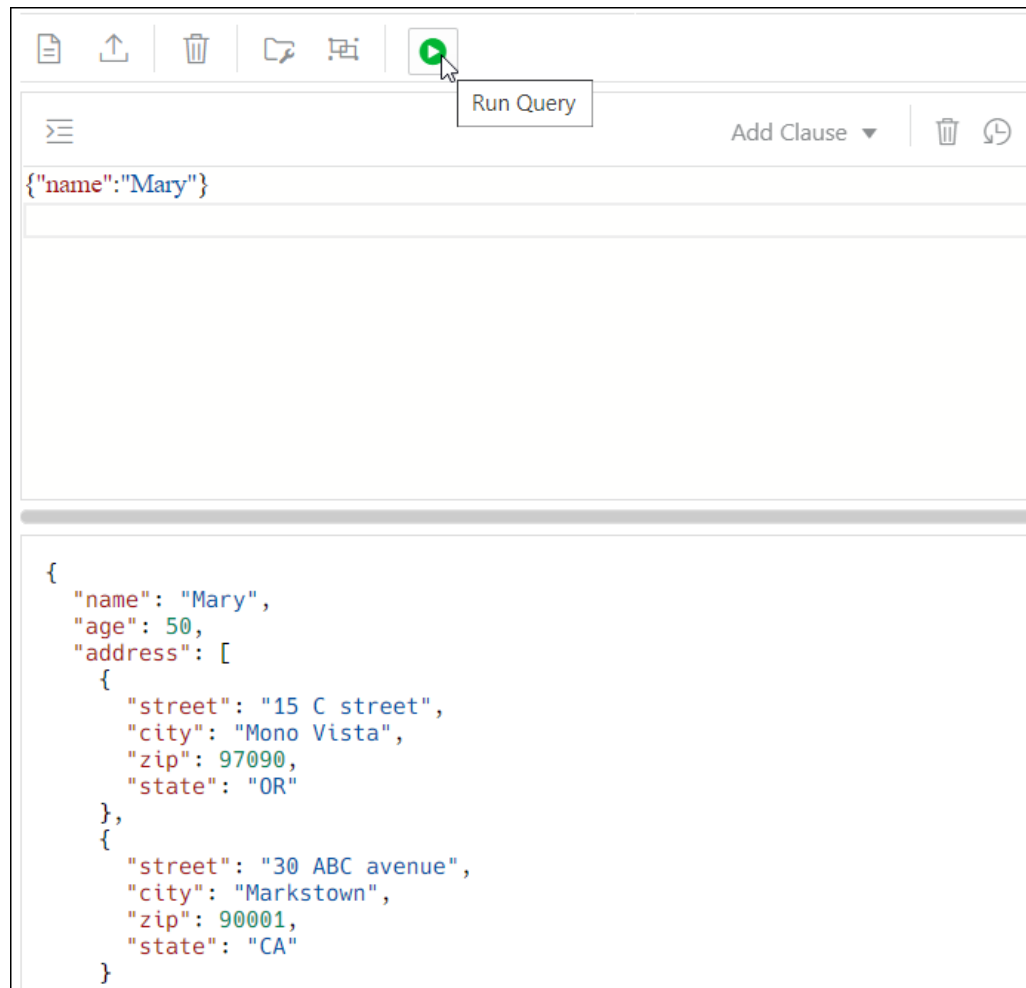 Run Query
Add Clause
{"name":"Mary"}
{
"name": "Mary",
"age": 50,
"address": [
{
"street": "15 C street",
"city": "Mono Vista",
"zip": 97090,
"state": "OR"
},
{
"street": "30 ABC avenue",
"city": "Markstown",
"zip": 90001,
"state": "CA"
}